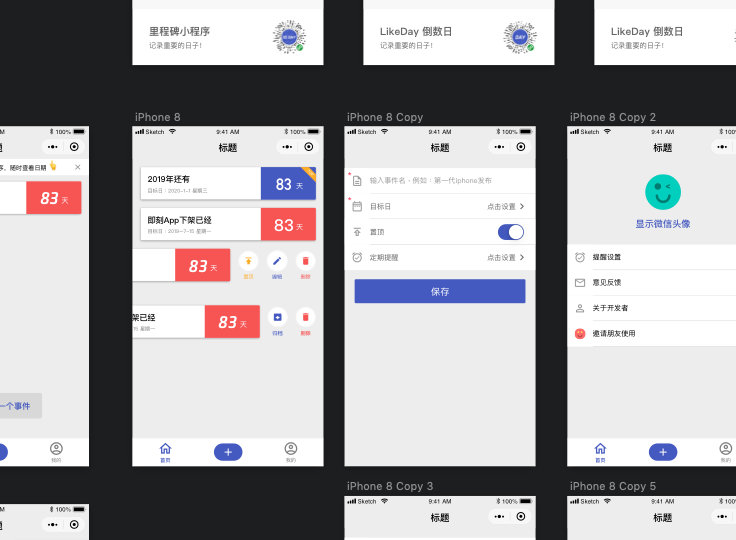 里程碑小程序
记录重要的日子!
LikeDay 倒数日
记录重要的日子!
LikeDay 倒数日
记录重要的日子!
iPhone 8
iPhone 8 Copy
iPhone 8 Copy 2
100%
随时查看日期
83 天
一个事件
我的
Sketch 9:41 AM 100%
标题
2019年还有
目标日：2020-1-1 星期三
83 天
即刻App下架已经
目标日：2019-7-15 星期一
83 天
83 天
置顶
编辑
删除
架已经
15 星期一
83 天
归档
删除
首页
我的
Sketch 9:41 AM 100%
标题
输入事件名，例如：第一代iphone发布
目标日
点击设置
置顶
定期提醒
点击设置
保存
Sketch 9:41 AM
标题
显示微信头像
提醒设置
意见反馈
关于开发者
邀请朋友使用
首页
我的
iPhone 8 Copy 3
iPhone 8 Copy 5
100%
Sketch 9:41 AM 100%
标题
Sketch 9:41 AM
标题